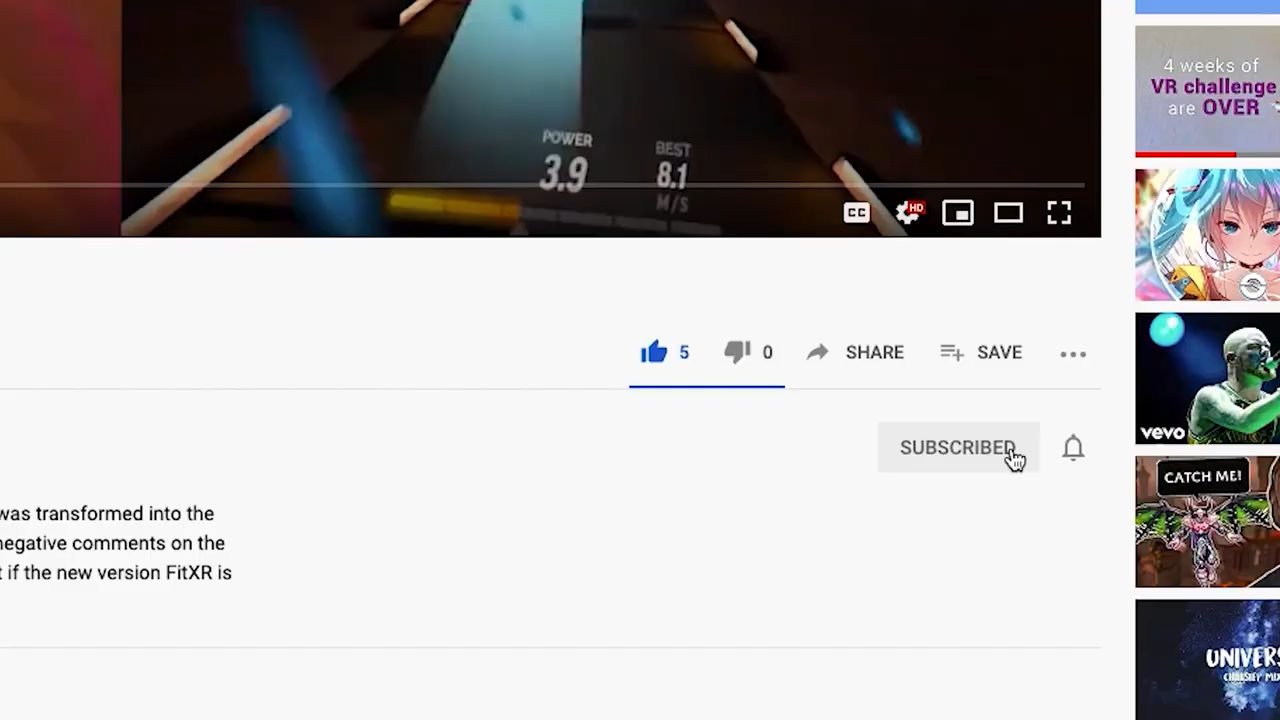 POWER
3.9
BEST
8.1
M/S
CC
HD
5
0
SHARE
SAVE
SUBSCRIBED
was transformed into the
negative comments on the
if the new version FitXR is
4 weeks of
VR challenge
are OVER
vevo
CATCH ME!